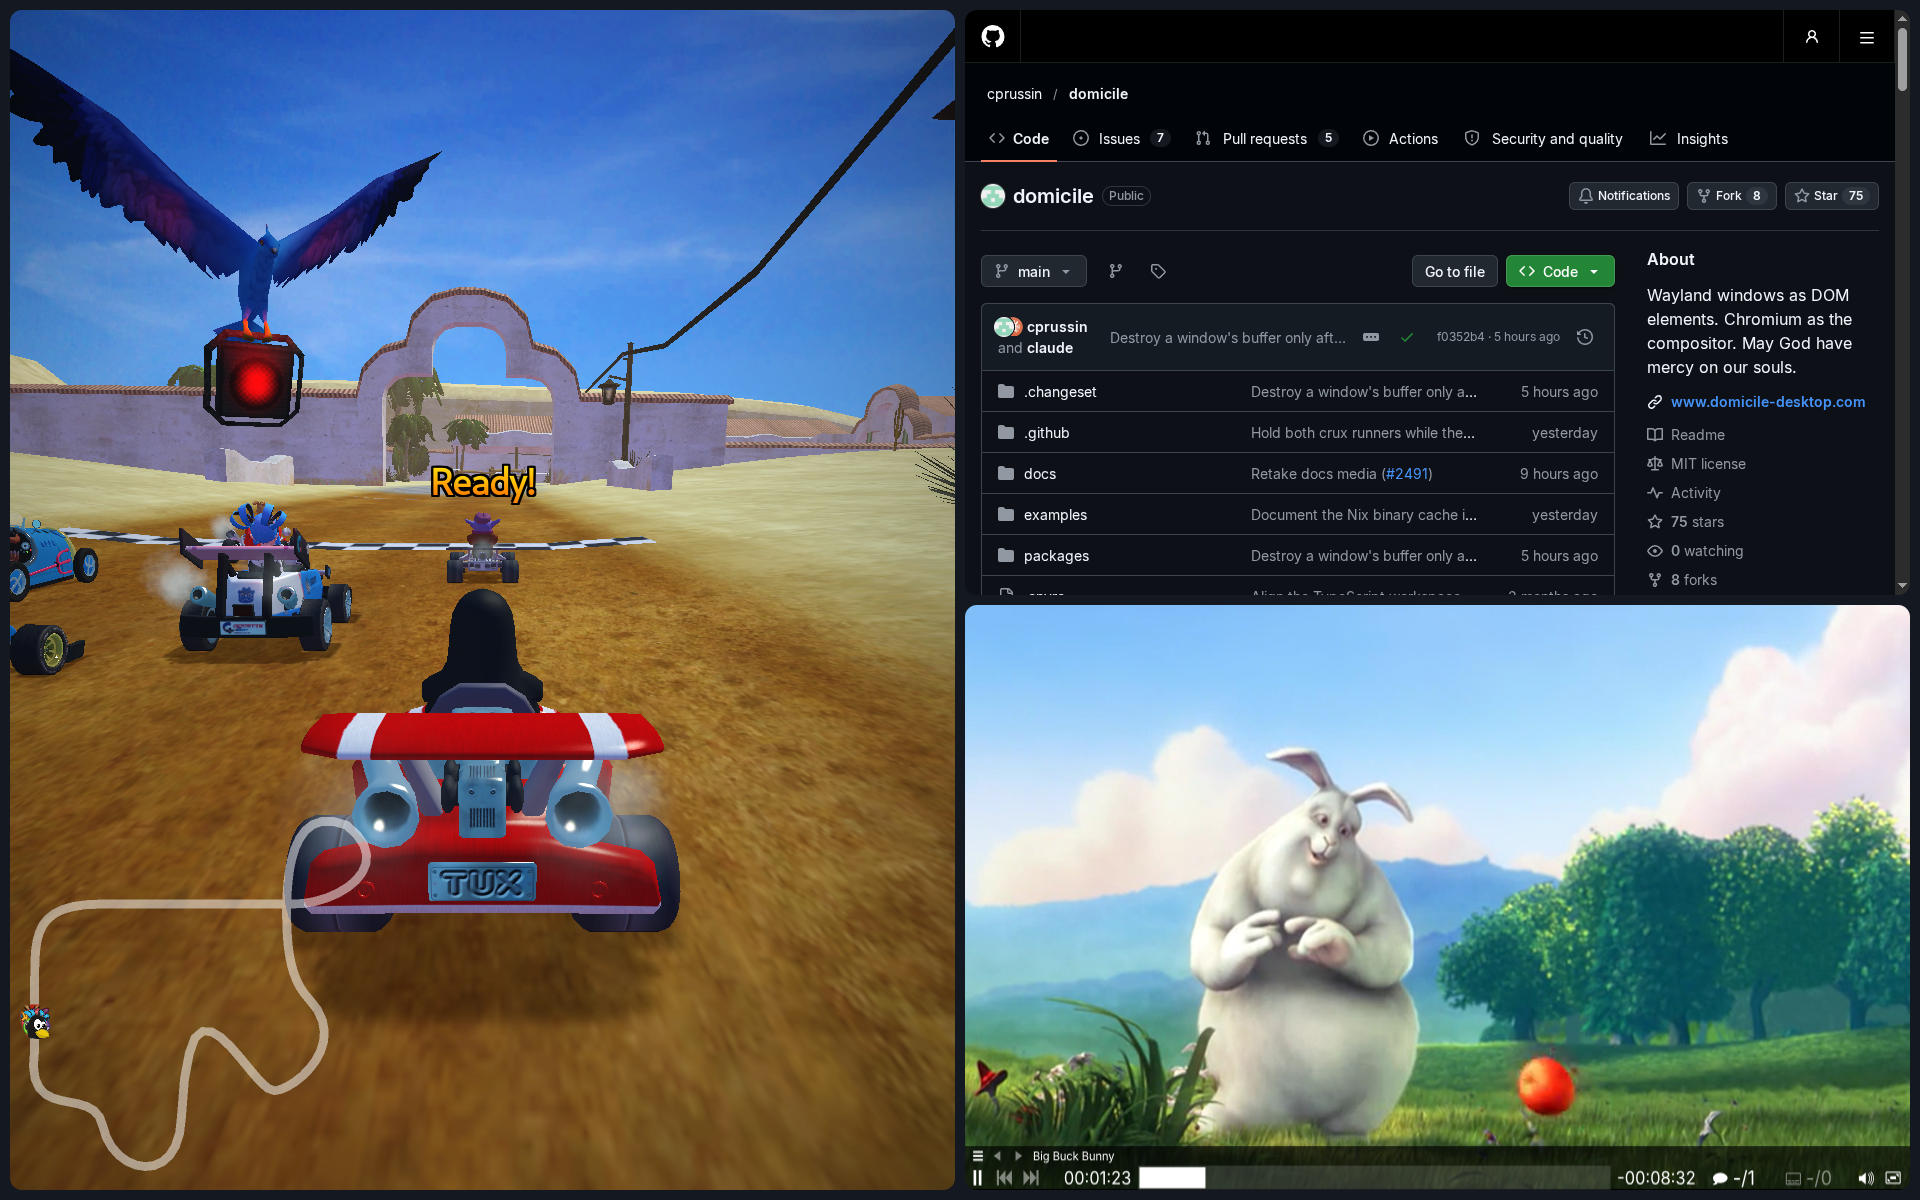 Ready!
TUX
cprussin / domicile
Code
Issues 7
Pull requests 5
Actions
Security and quality
Insights
domicile Public
Notifications
Fork 8
Star 75
main
Go to file
Code
cprussin
and claude
Destroy a window's buffer only aft...
f0352b4 · 5 hours ago
.changeset Destroy a window's buffer only a... 5 hours ago
.github Hold both crux runners while the... yesterday
docs Retake docs media (#2491) 9 hours ago
examples Document the Nix binary cache i... yesterday
packages Destroy a window's buffer only a... 5 hours ago
About
Wayland windows as DOM
elements. Chromium as the
compositor. May God have
mercy on our souls.
www.domicile-desktop.com
Readme
MIT license
Activity
75 stars
0 watching
8 forks
Big Buck Bunny
00:01:23
-00:08:32
-/1
-/0